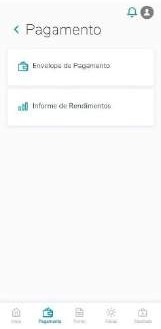 Pagamento
Envelope de Pagamento
Informe de Rendimentos
Pagamento